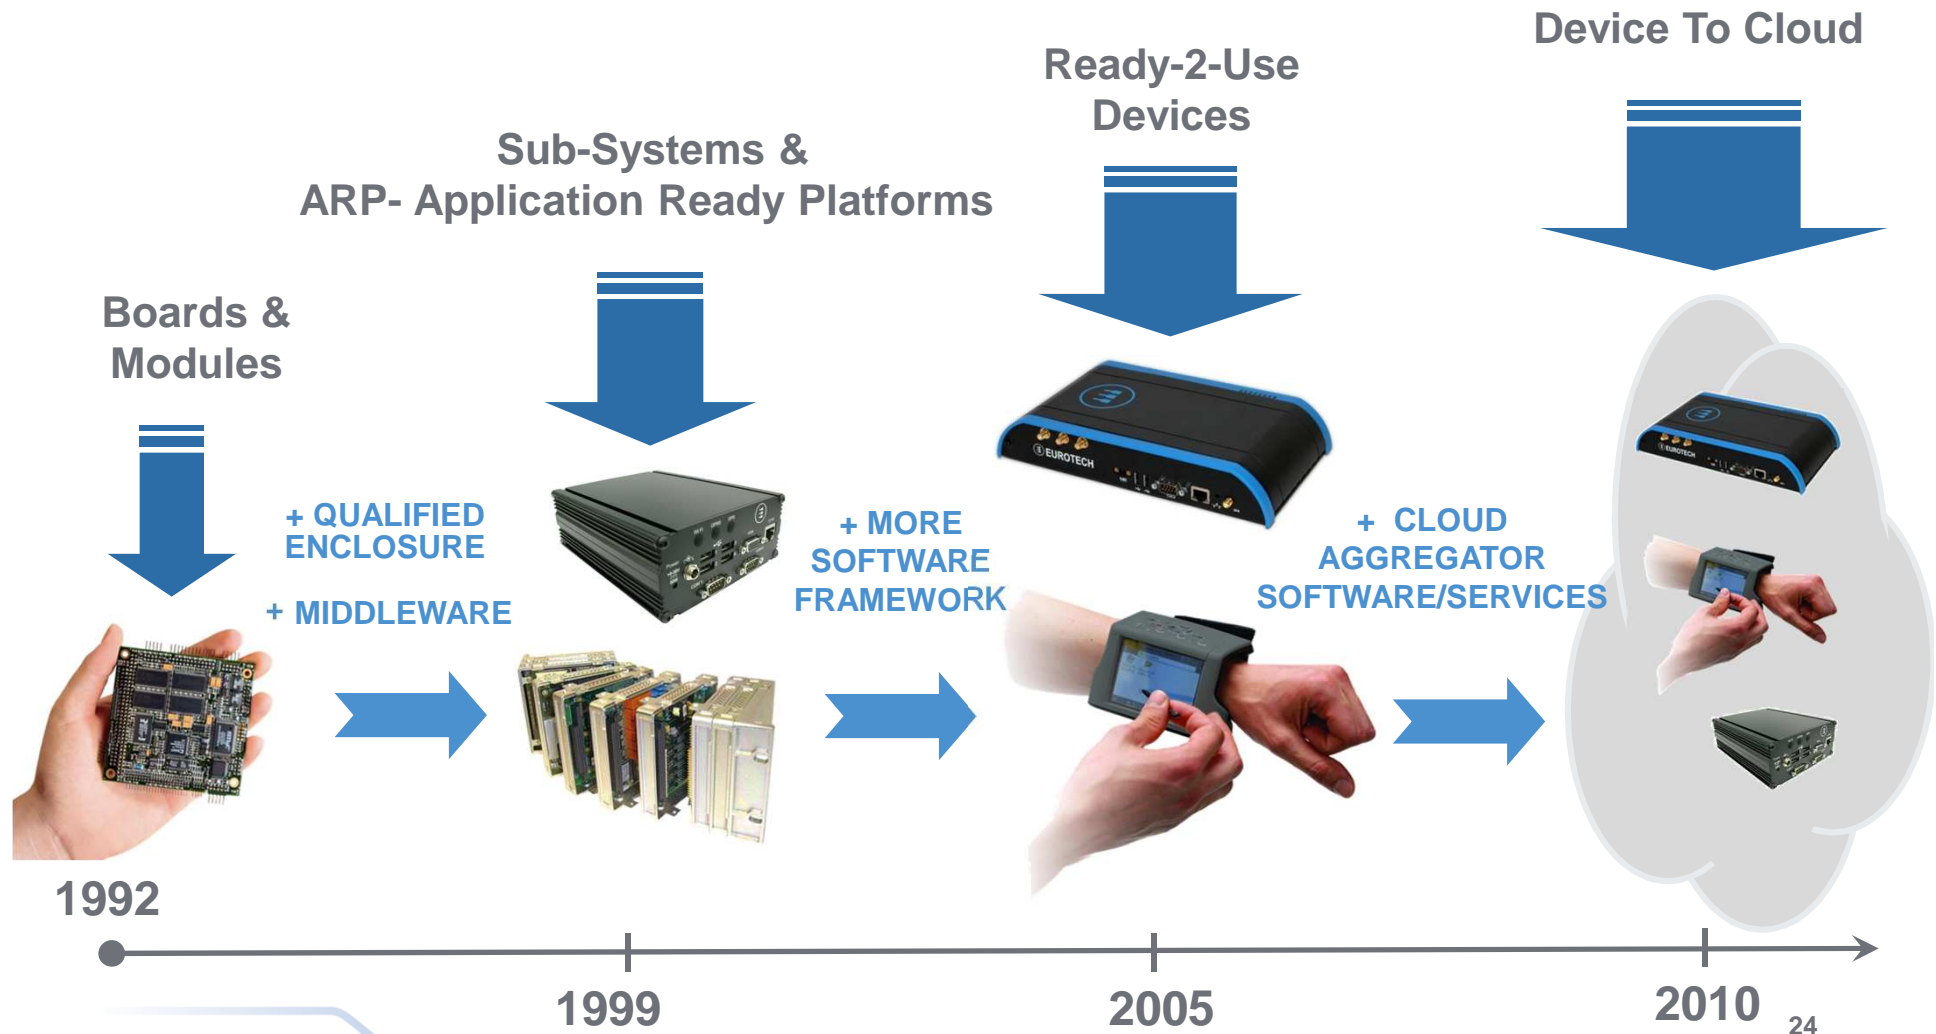 Device To Cloud
Ready-2-Use
Devices
Sub-Systems &
ARP- Application Ready Platforms
Boards &
Modules
+ QUALIFIED
ENCLOSURE
+ MIDDLEWARE
+ MORE
SOFTWARE
FRAMEWORK
+ CLOUD
AGGREGATOR
SOFTWARE/SERVICES
EUROTECH
EUROTECH
1992
1999
2005
2010
24